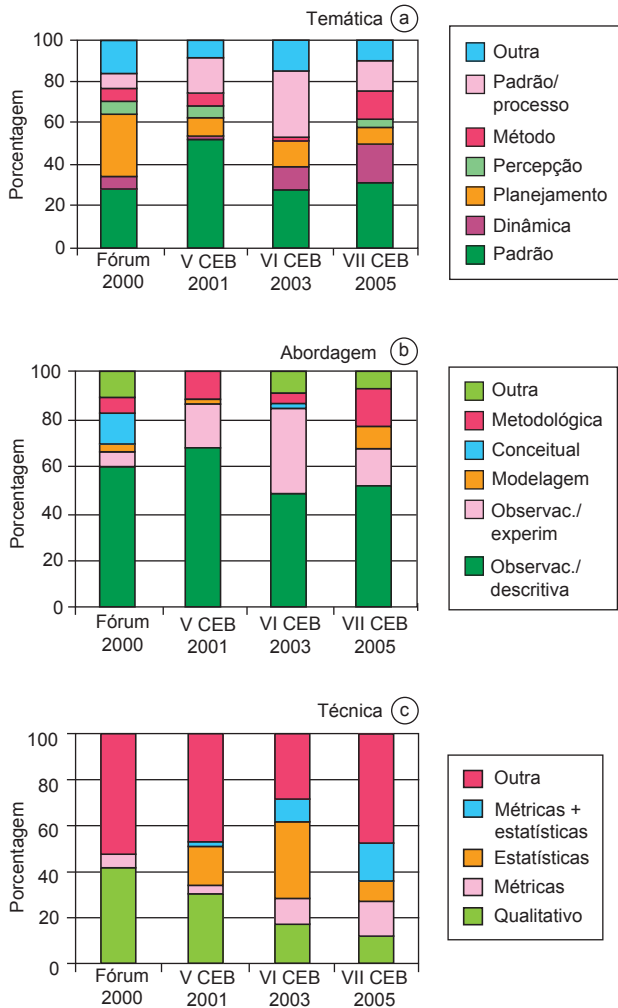 Temática a
Porcentagem
100
80
60
40
20
0
Fórum
2000
V CEB
2001
VI CEB
2003
VII CEB
2005
Outra
Padrão/
processo
Método
Percepção
Planejamento
Dinâmica
Padrão
Abordagem b
Porcentagem
100
80
60
40
20
0
Fórum
2000
V CEB
2001
VI CEB
2003
VII CEB
2005
Outra
Metodológica
Conceitual
Modelagem
Observac./
experim
Observac./
descritiva
Técnica c
Porcentagem
100
80
60
40
20
0
Fórum
2000
V CEB
2001
VI CEB
2003
VII CEB
2005
Outra
Métricas +
estatísticas
Estatísticas
Métricas
Qualitativo